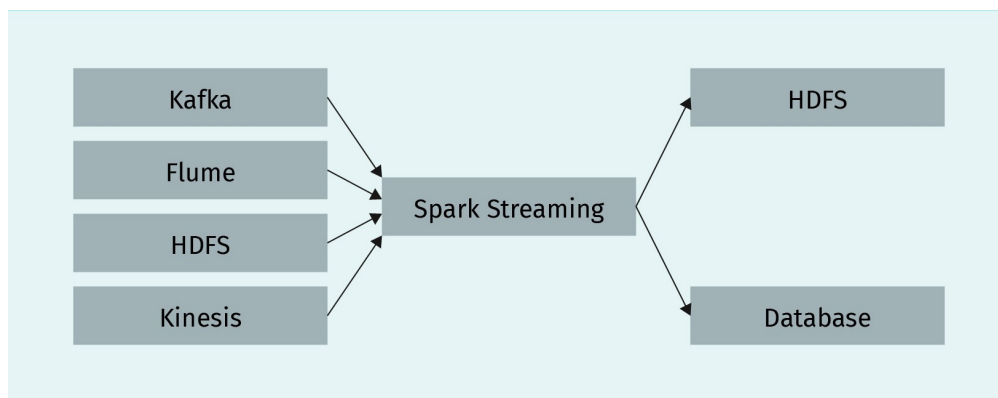 Kafka
Flume
HDFS
Kinesis
Spark Streaming
HDFS
Database